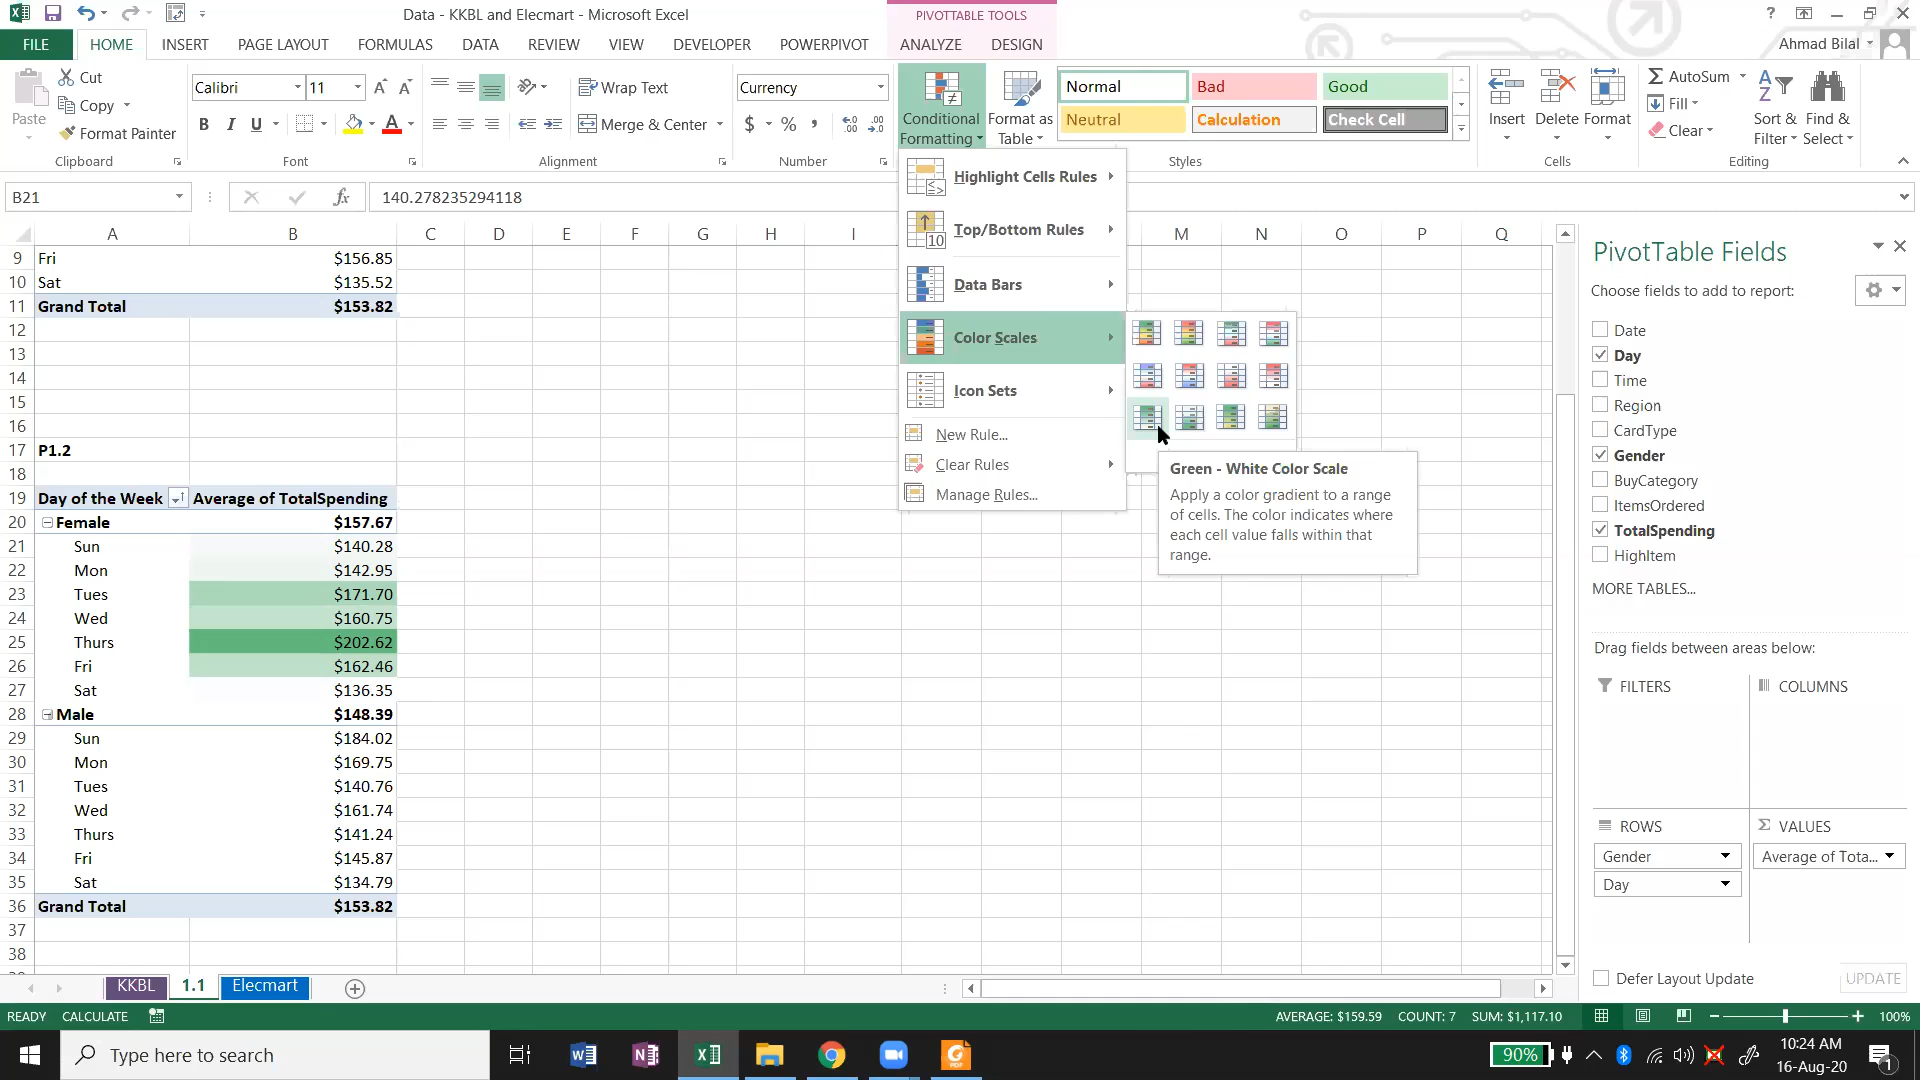 Data - KKBL and Elecmart - Microsoft Excel
PIVOTTABLE TOOLS
?
FILE HOME INSERT PAGE LAYOUT FORMULAS DATA REVIEW VIEW DEVELOPER POWERPIVOT ANALYZE DESIGN
Ahmad Bilal
Paste
Cut
Copy
Format Painter
Clipboard
Calibri 11
B I U
Font
Wrap Text
Merge & Center
Alignment
Currency
$ % ,
Number
Conditional Formatting
Format as Table
Normal Bad Good
Neutral Calculation Check Cell
Styles
Insert Delete Format
Cells
AutoSum
Fill
Clear
Sort & Filter
Find & Select
Editing
B21
fx
140.278235294118
Highlight Cells Rules
Top/Bottom Rules
Data Bars
Color Scales
Icon Sets
New Rule...
Clear Rules
Manage Rules...
Green - White Color Scale
Apply a color gradient to a range
of cells. The color indicates where
each cell value falls within that
range.
A B C D E F G H I M N O P Q
9 Fri $156.85
10 Sat $135.52
11 Grand Total $153.82
12
13
14
15
16
17 P1.2
18
19 Day of the Week Average of TotalSpending
20 Female $157.67
21 Sun $140.28
22 Mon $142.95
23 Tues $171.70
24 Wed $160.75
25 Thurs $202.62
26 Fri $162.46
27 Sat $136.35
28 Male $148.39
29 Sun $184.02
30 Mon $169.75
31 Tues $140.76
32 Wed $161.74
33 Thurs $141.24
34 Fri $145.87
35 Sat $134.79
36 Grand Total $153.82
37
38
PivotTable Fields
Choose fields to add to report:
Date
Day
Time
Region
CardType
Gender
BuyCategory
ItemsOrdered
TotalSpending
HighItem
MORE TABLES...
Drag fields between areas below:
FILTERS COLUMNS
ROWS VALUES
Gender Average of Tota...
Day
Defer Layout Update UPDATE
KKBL 1.1 Elecmart
READY CALCULATE AVERAGE: $159.59 COUNT: 7 SUM: $1,117.10 100%
Type here to search
90%
10:24 AM
16-Aug-20
1